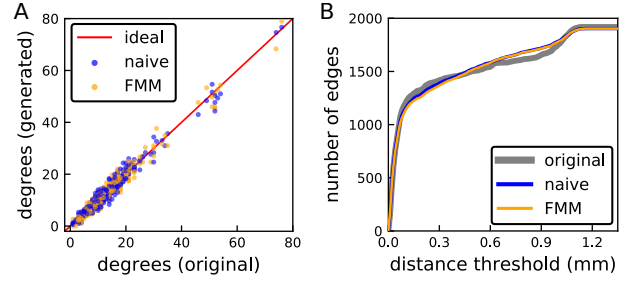 A
80
60
40
20
0
degrees (generated)
ideal
naive
FMM
0 20 40 60 80
degrees (original)
B
2000
1500
1000
500
0
number of edges
original
naive
FMM
0.0 0.3 0.6 0.9 1.2
distance threshold (mm)